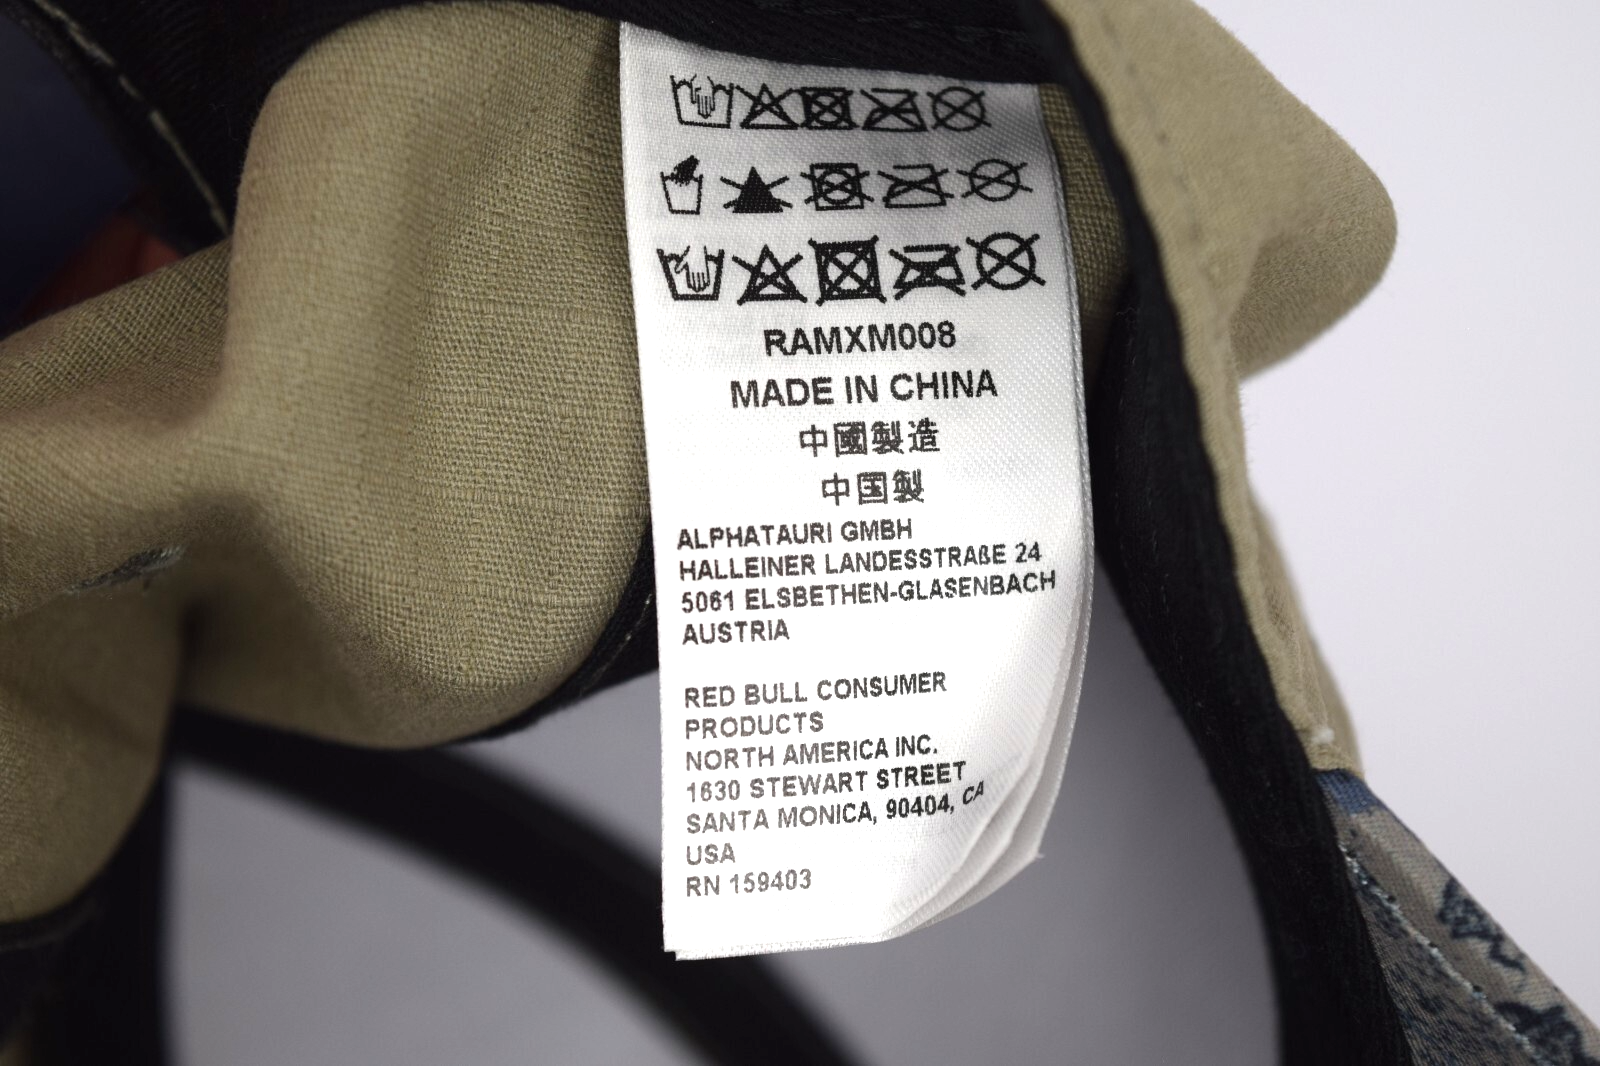 RAMXM008
MADE IN CHINA
中國製造
中国製
ALPHATAURI GMBH
HALLEINER LANDESSTRAßE 24
5061 ELSBETHEN-GLASENBACH
AUSTRIA
RED BULL CONSUMER
PRODUCTS
NORTH AMERICA INC.
1630 STEWART STREET
SANTA MONICA, 90404, CA
USA
RN 159403